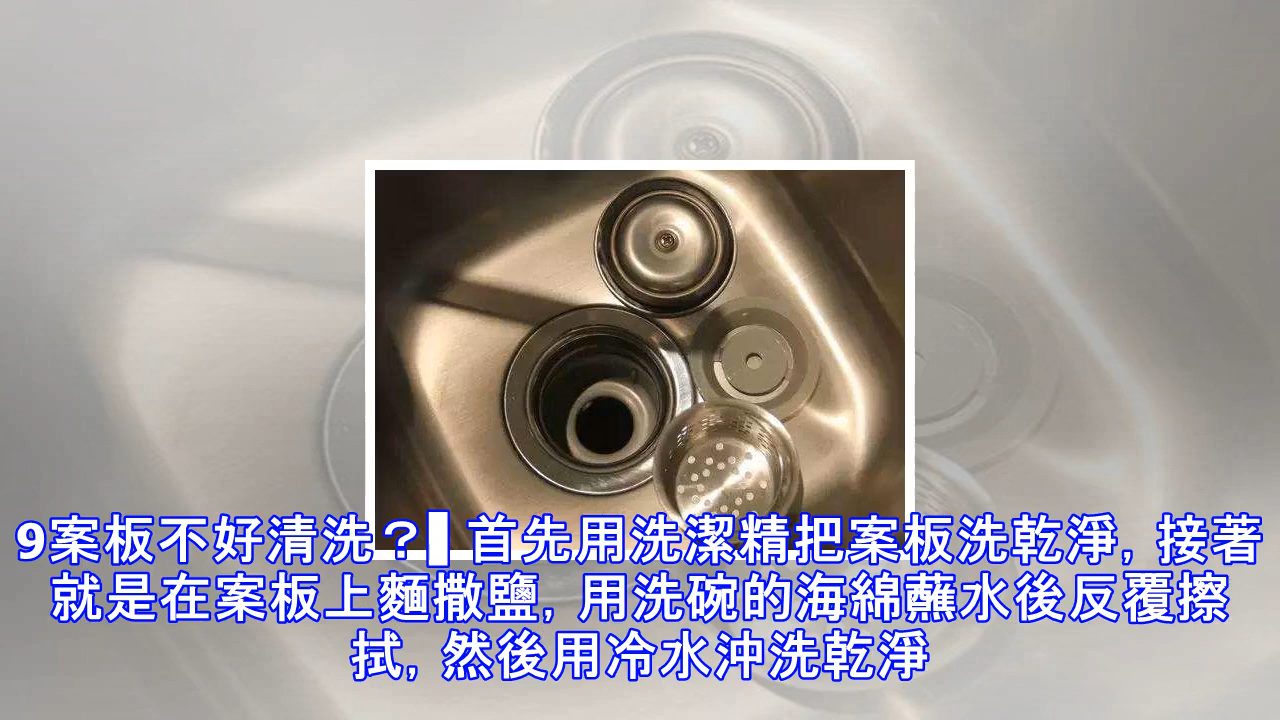 9案板不好清洗？▌首先用洗潔精把案板洗乾淨, 接著
就是在案板上麵撒鹽, 用洗碗的海綿蘸水後反覆擦
拭, 然後用冷水沖洗乾淨